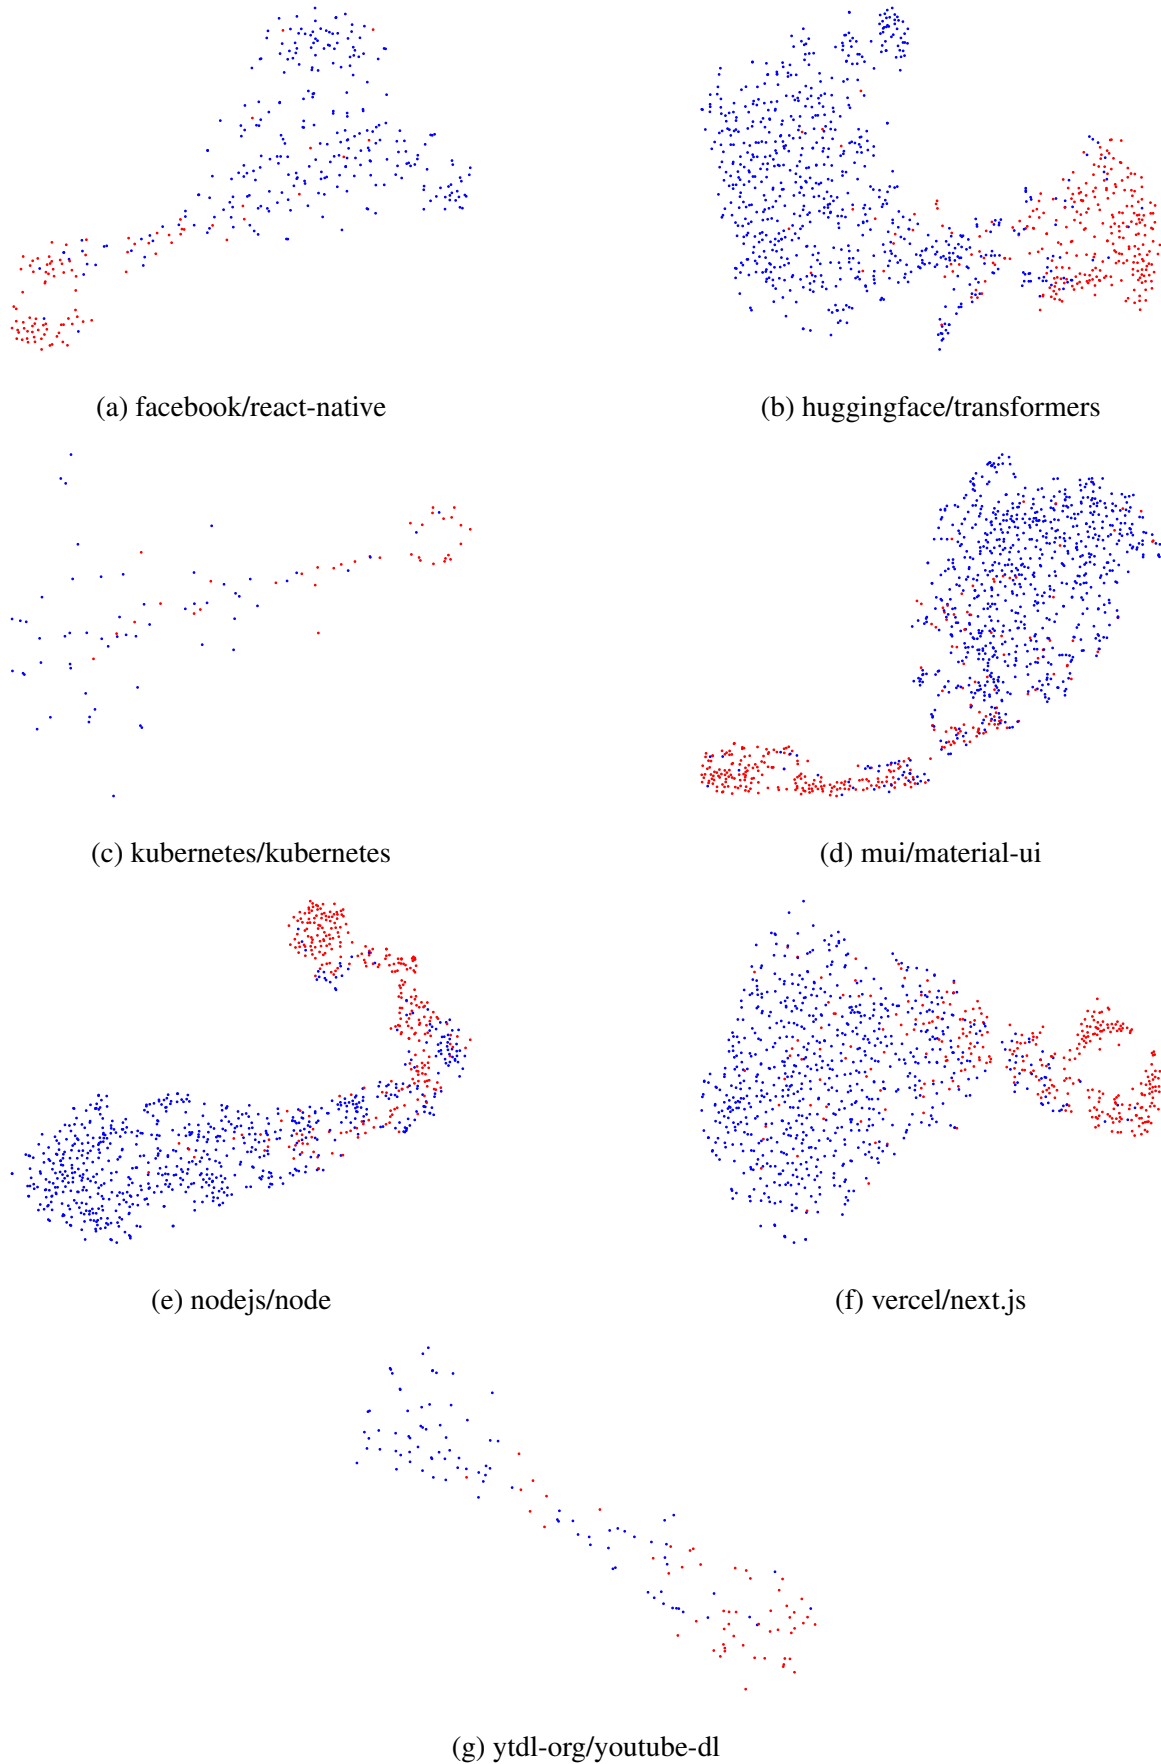 (a) facebook/react-native
(b) huggingface/transformers
(c) kubernetes/kubernetes
(d) mui/material-ui
(e) nodejs/node
(f) vercel/next.js
(g) ytdl-org/youtube-dl